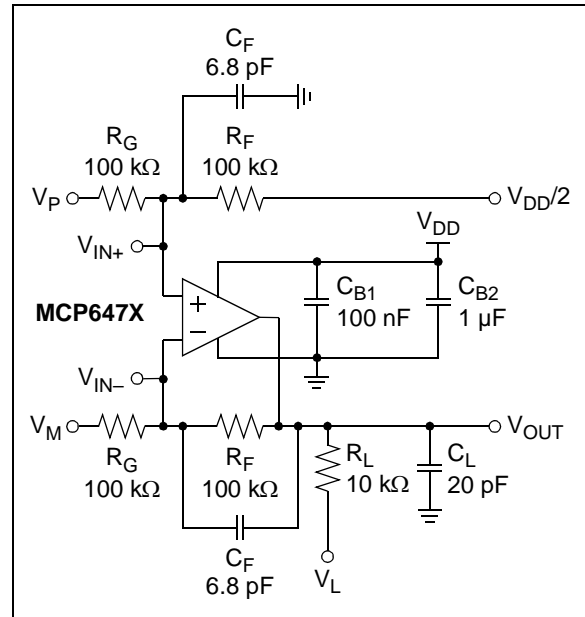 C_F
6.8 pF
R_G
100 kΩ
R_F
100 kΩ
V_P
V_DD/2
V_DD
V_IN+
MCP647X
+
−
C_B1
100 nF
C_B2
1 µF
V_IN–
V_M
V_OUT
R_G
100 kΩ
R_F
100 kΩ
R_L
10 kΩ
C_L
20 pF
C_F
6.8 pF
V_L